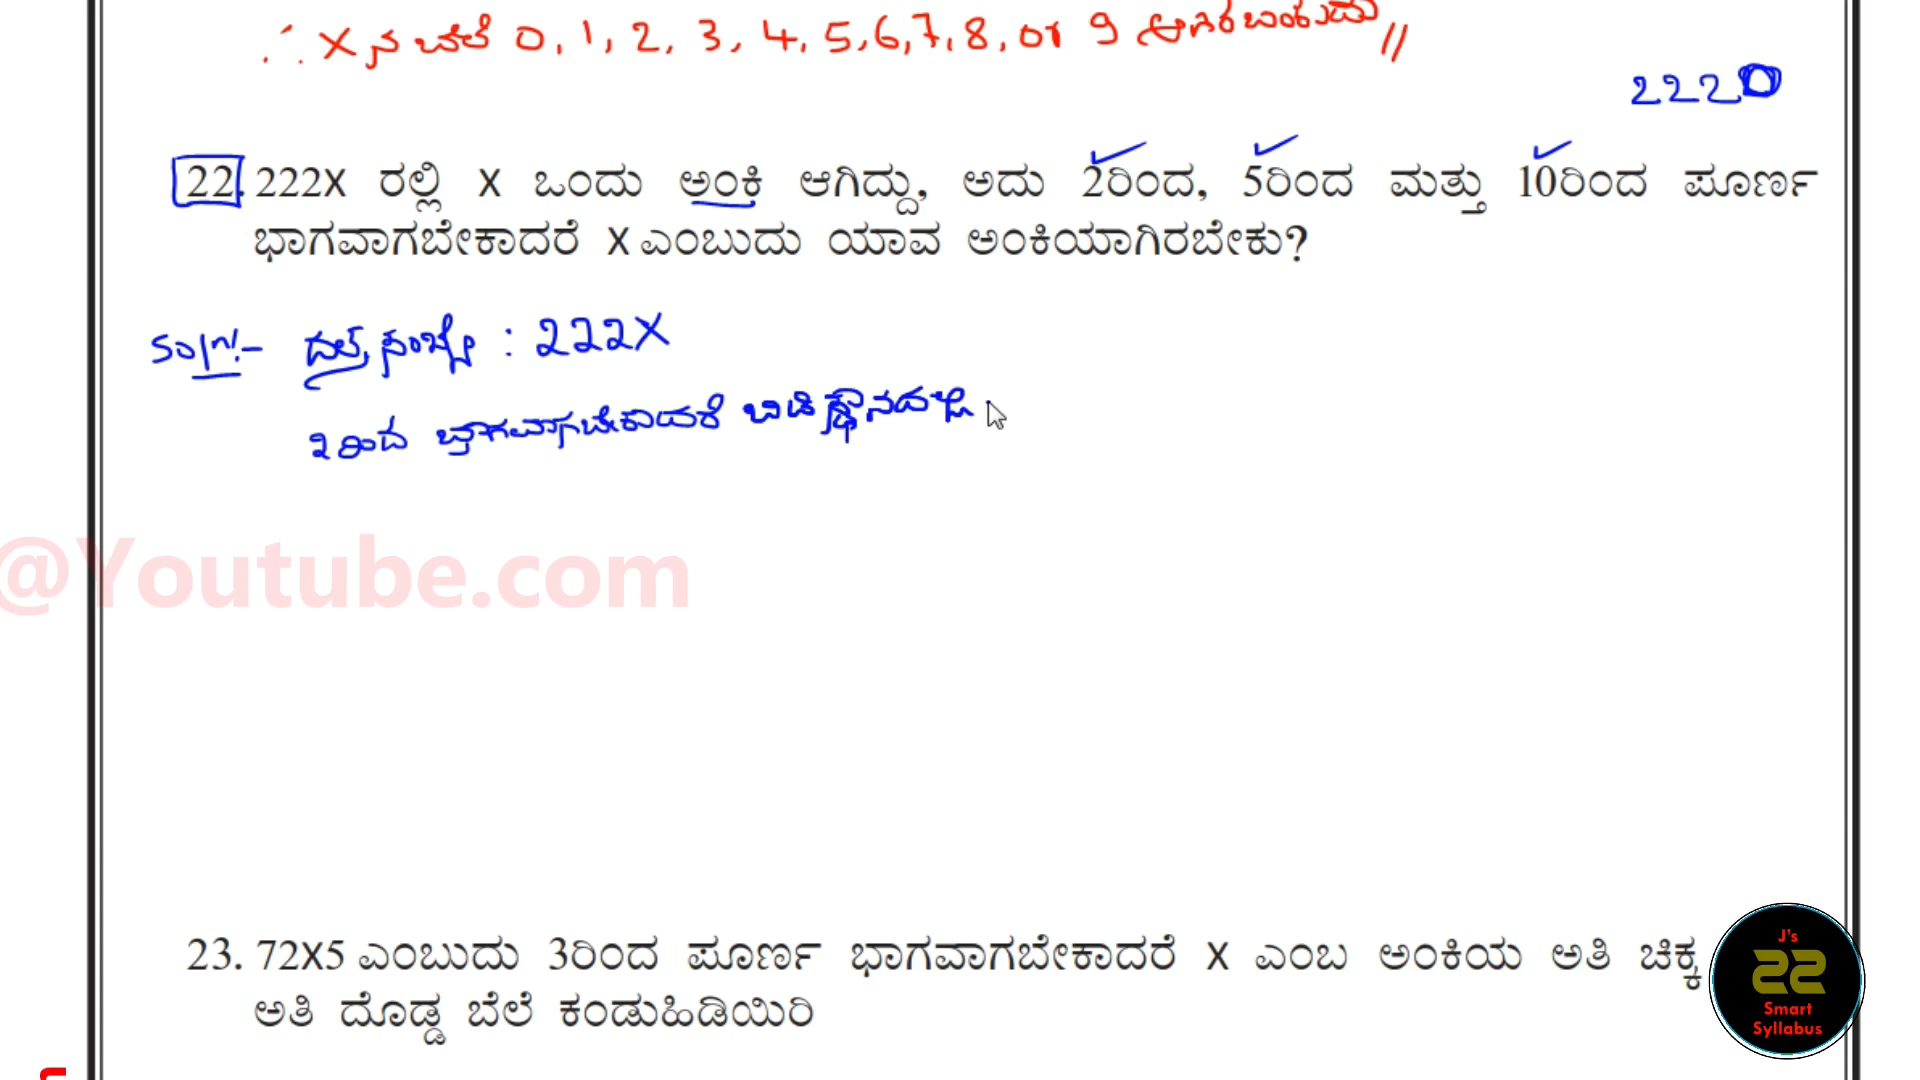 ∴ X ನ ಬೆಲೆ 0, 1, 2, 3, 4, 5, 6, 7, 8, or 9 ಆಗಿರಬಹುದು //
2220
22. 222X ರಲ್ಲಿ X ಒಂದು ಅಂಕಿ ಆಗಿದ್ದು, ಅದು 2ರಿಂದ, 5ರಿಂದ ಮತ್ತು 10ರಿಂದ ಪೂರ್ಣ
ಭಾಗವಾಗಬೇಕಾದರೆ X ಎಂಬುದು ಯಾವ ಅಂಕಿಯಾಗಿರಬೇಕು?
Soln:- ದತ್ತ ಸಂಖ್ಯೆ : 222X
2 ರಿಂದ ಭಾಗವಾಗಬೇಕಾದರೆ ಬಿಡಿ ಸ್ಥಾನದಲ್ಲಿ
@Youtube.com
23. 72X5 ಎಂಬುದು 3ರಿಂದ ಪೂರ್ಣ ಭಾಗವಾಗಬೇಕಾದರೆ X ಎಂಬ ಅಂಕಿಯ ಅತಿ ಚಿಕ್ಕ
ಅತಿ ದೊಡ್ಡ ಬೆಲೆ ಕಂಡುಹಿಡಿಯಿರಿ
J's
22
Smart
Syllabus